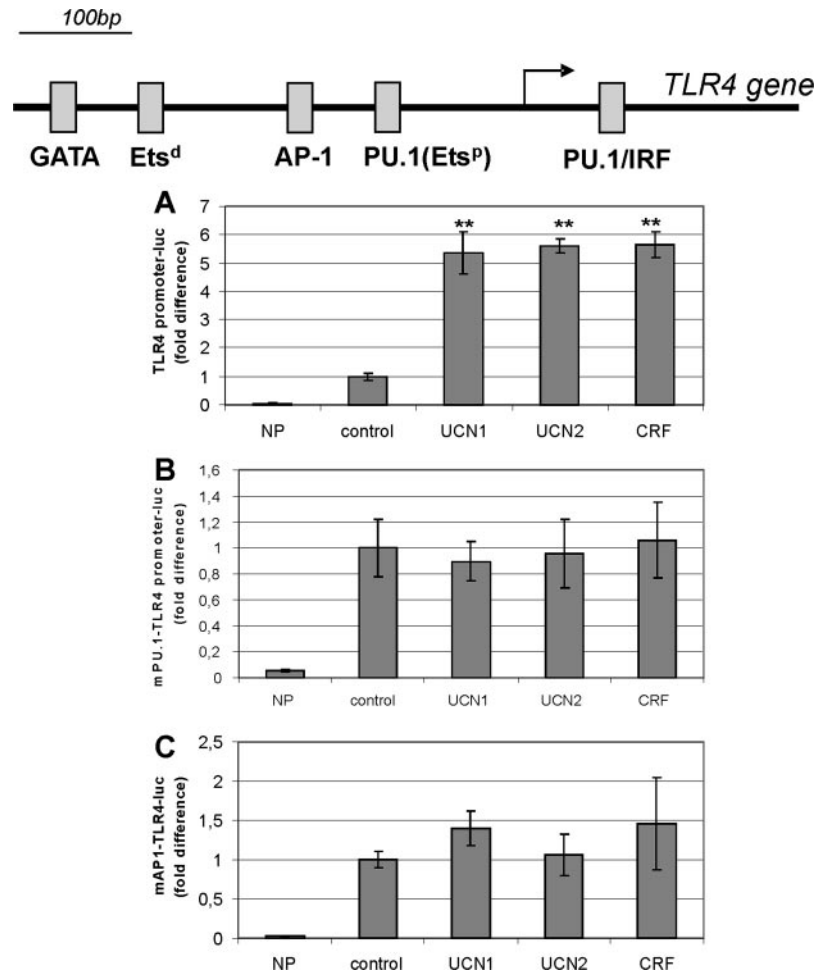 100bp
TLR4 gene
GATA Etsᵈ AP-1 PU.1(Etsᵖ) PU.1/IRF
A
TLR4 promoter-luc
(fold difference)
7
6
5
4
3
2
1
0
** ** **
NP control UCN1 UCN2 CRF
B
mPU.1-TLR4 promoter-luc
(fold difference)
1,6
1,4
1,2
1
0,8
0,6
0,4
0,2
0
NP control UCN1 UCN2 CRF
C
mAP1-TLR4-luc
(fold difference)
2,5
2
1,5
1
0,5
0
NP control UCN1 UCN2 CRF